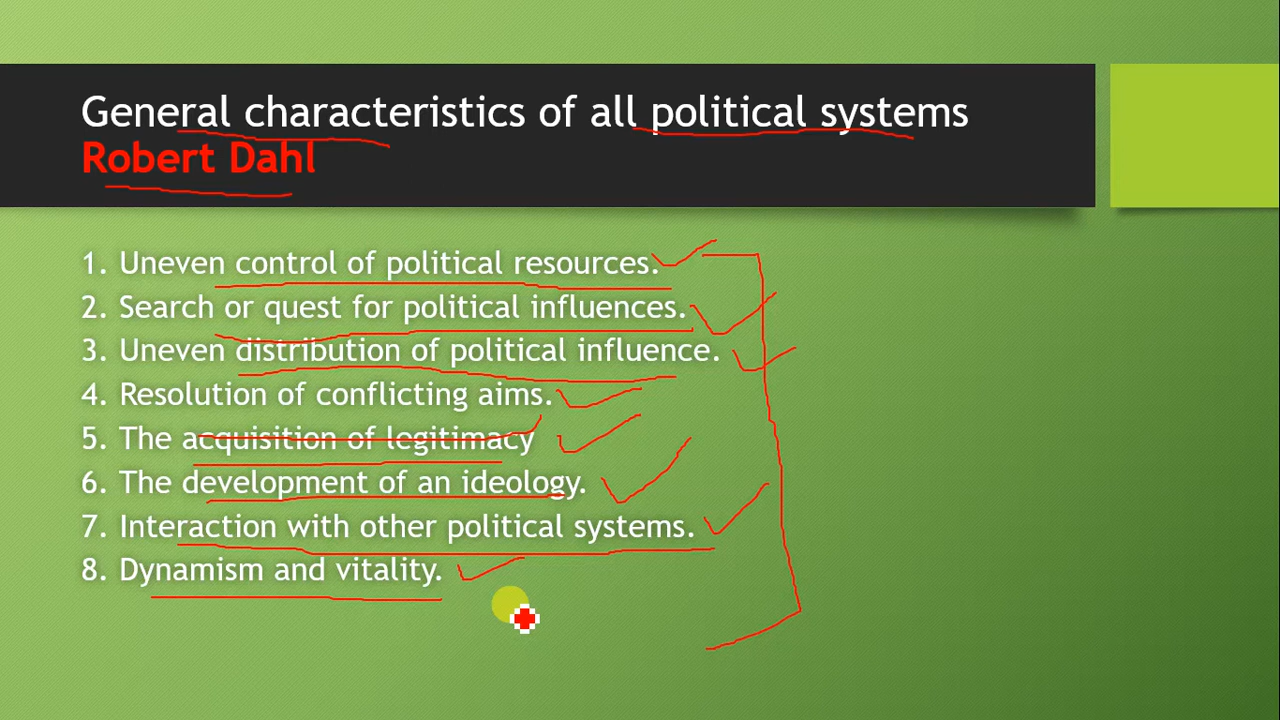 General characteristics of all political systems
Robert Dahl
1. Uneven control of political resources.
2. Search or quest for political influences.
3. Uneven distribution of political influence.
4. Resolution of conflicting aims.
5. The acquisition of legitimacy
6. The development of an ideology.
7. Interaction with other political systems.
8. Dynamism and vitality.